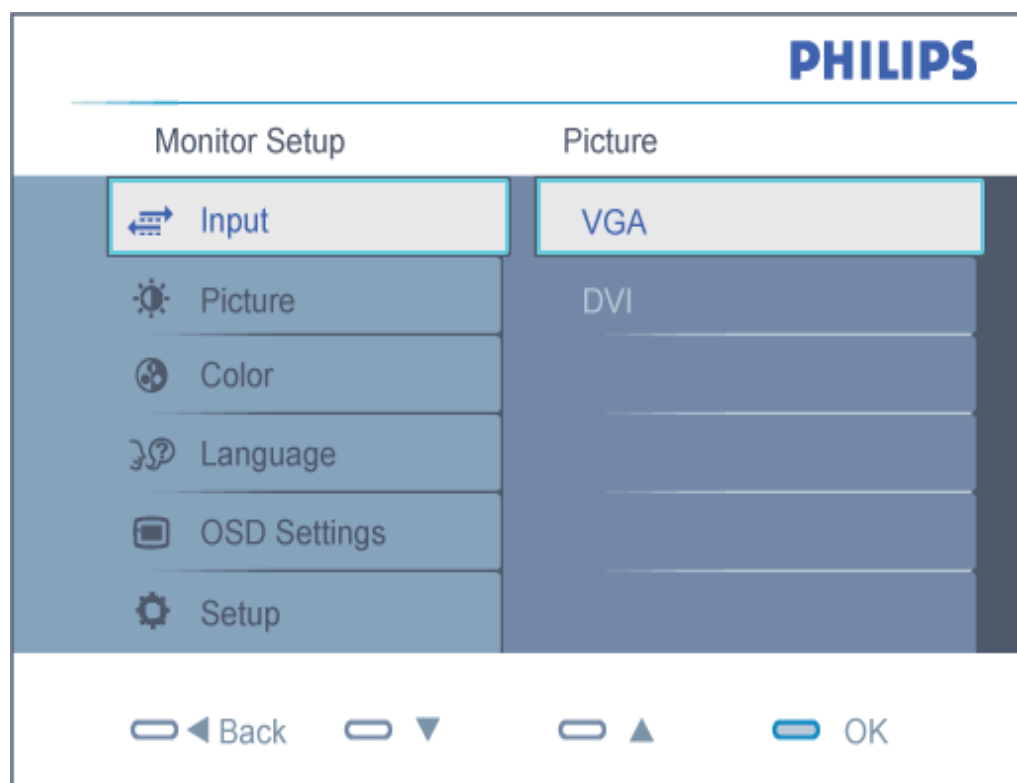 PHILIPS
Monitor Setup Picture
Input VGA
Picture DVI
Color
Language
OSD Settings
Setup
Back OK